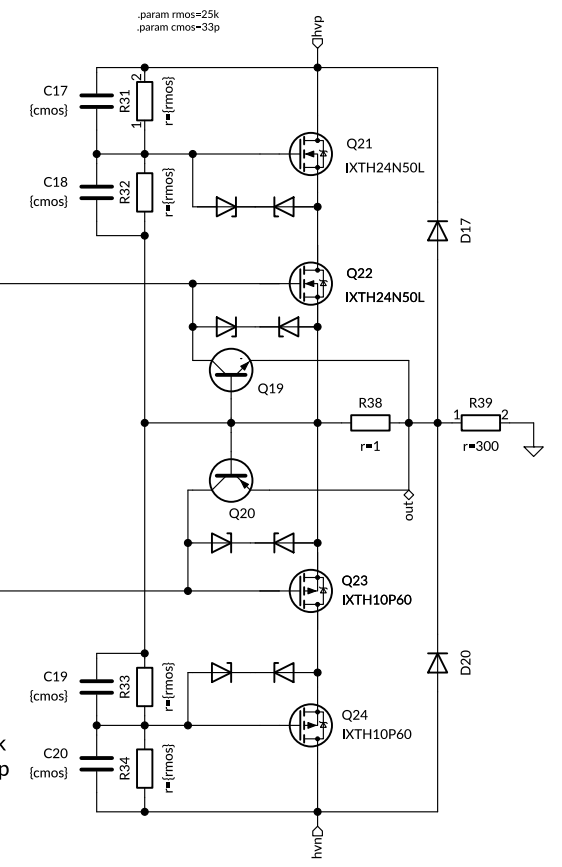 .param rmos=25k
.param cmos=33p
hvp
C17
{cmos}
R31
2
1
r={rmos}
Q21
IXTH24N50L
C18
{cmos}
R32
r={rmos}
D17
Q22
IXTH24N50L
Q19
R38
r=1
R39
1
2
r=300
Q20
out
Q23
IXTH10P60
C19
{cmos}
R33
r={rmos}
D20
Q24
IXTH10P60
k
p
C20
{cmos}
R34
r={rmos}
hvn